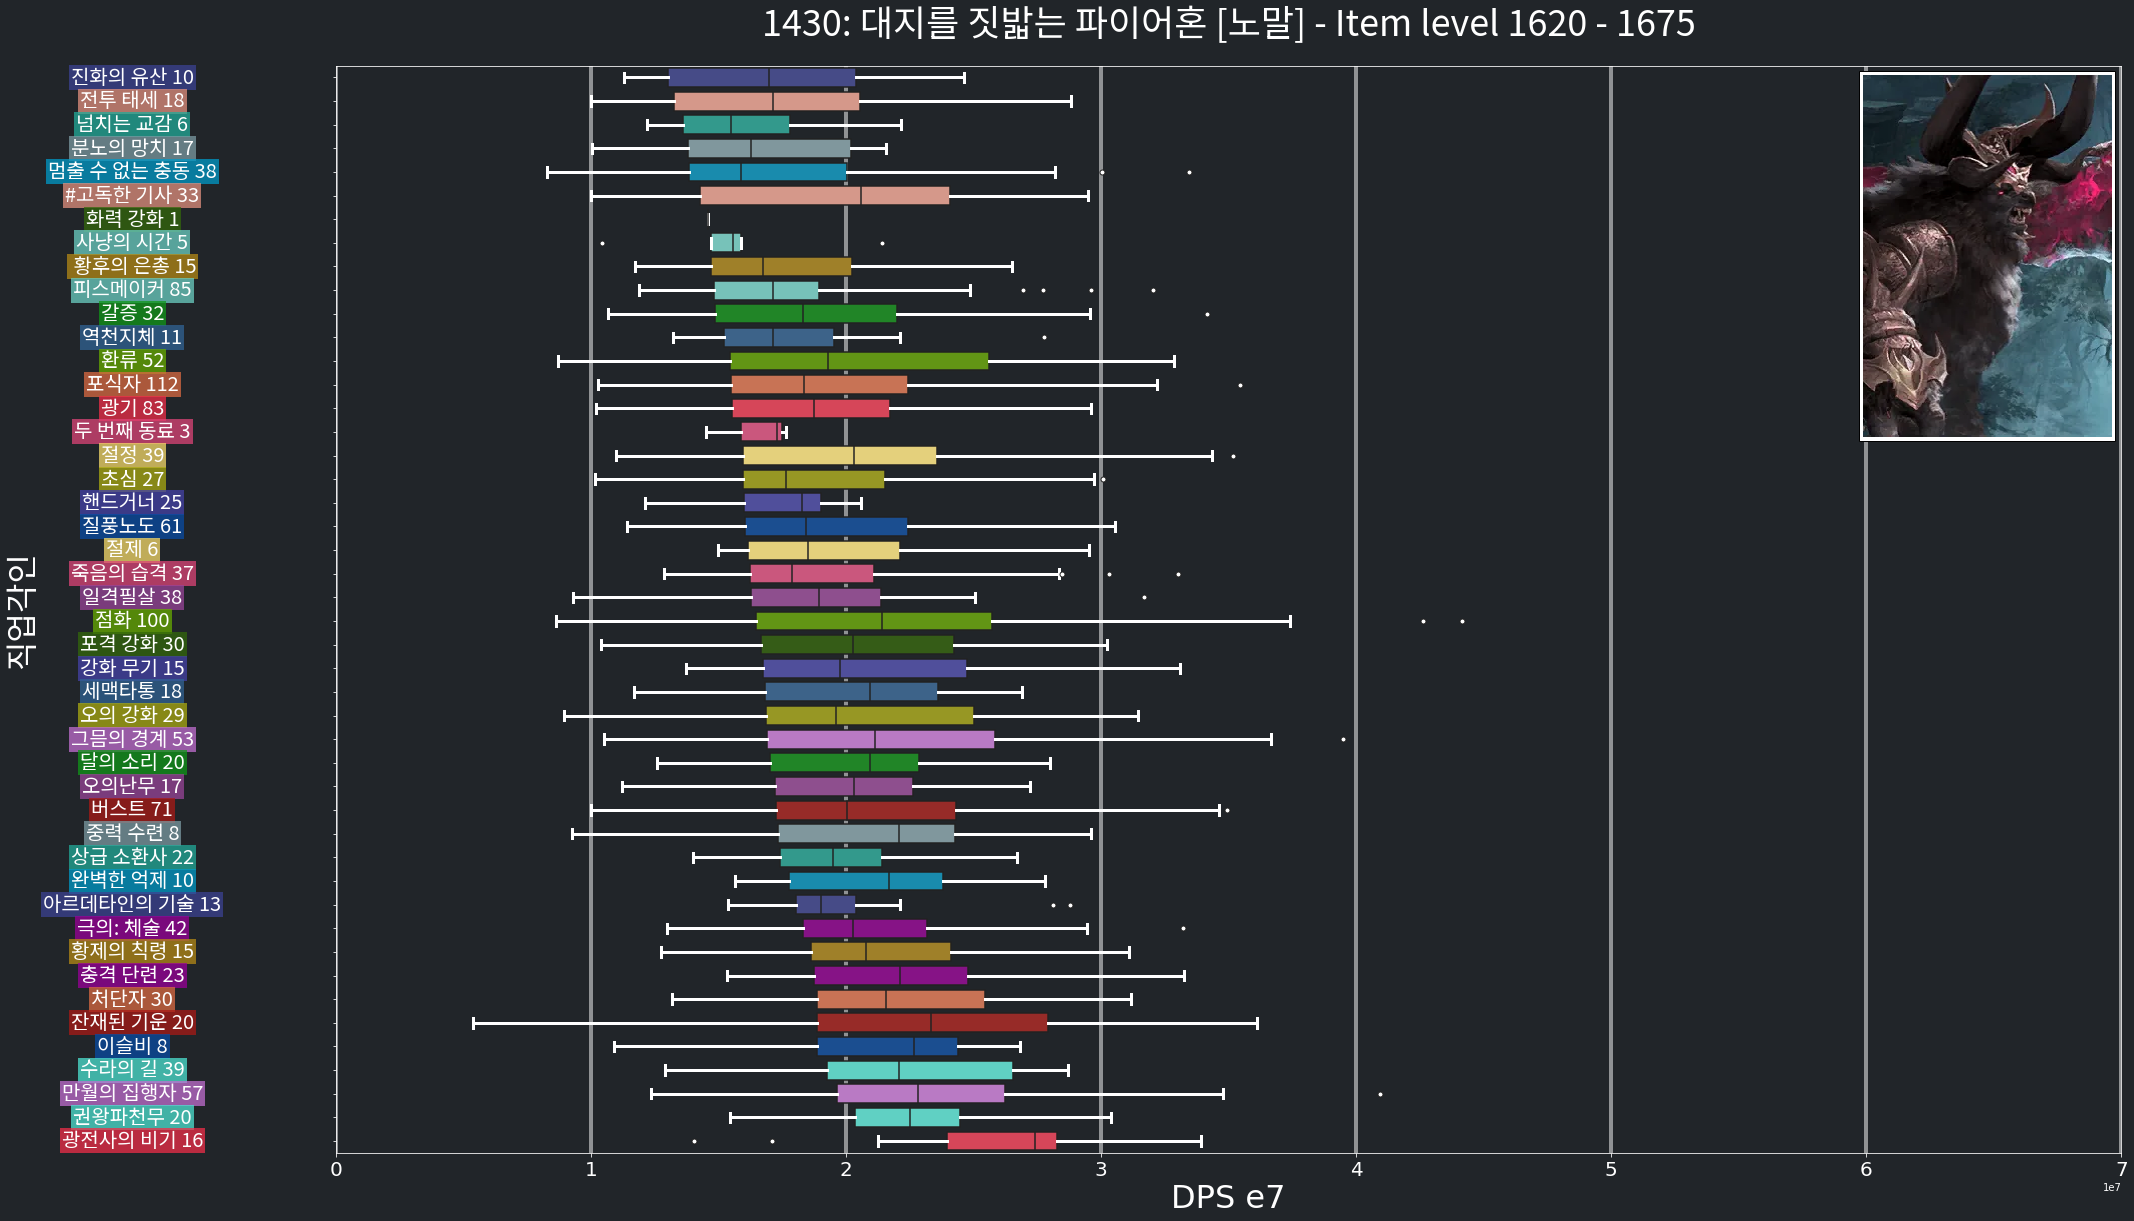 1430: 대지를 짓밟는 파이어혼 [노말] - Item level 1620 - 1675
진화의 유산 10
전투 태세 18
넘치는 교감 6
분노의 망치 17
멈출 수 없는 충동 38
#고독한 기사 33
화력 강화 1
사냥의 시간 5
황후의 은총 15
피스메이커 85
갈증 32
역천지체 11
환류 52
포식자 112
광기 83
두 번째 동료 3
절정 39
초심 27
핸드거너 25
질풍노도 61
절제 6
죽음의 습격 37
일격필살 38
점화 100
포격 강화 30
강화 무기 15
세맥타통 18
오의 강화 29
그믐의 경계 53
달의 소리 20
오의난무 17
버스트 71
중력 수련 8
상급 소환사 22
완벽한 억제 10
아르데타인의 기술 13
극의: 체술 42
황제의 칙령 15
충격 단련 23
처단자 30
잔재된 기운 20
이슬비 8
수라의 길 39
만월의 집행자 57
권왕파천무 20
광전사의 비기 16
직업각인
0 1 2 3 4 5 6 7
1e7
DPS e7